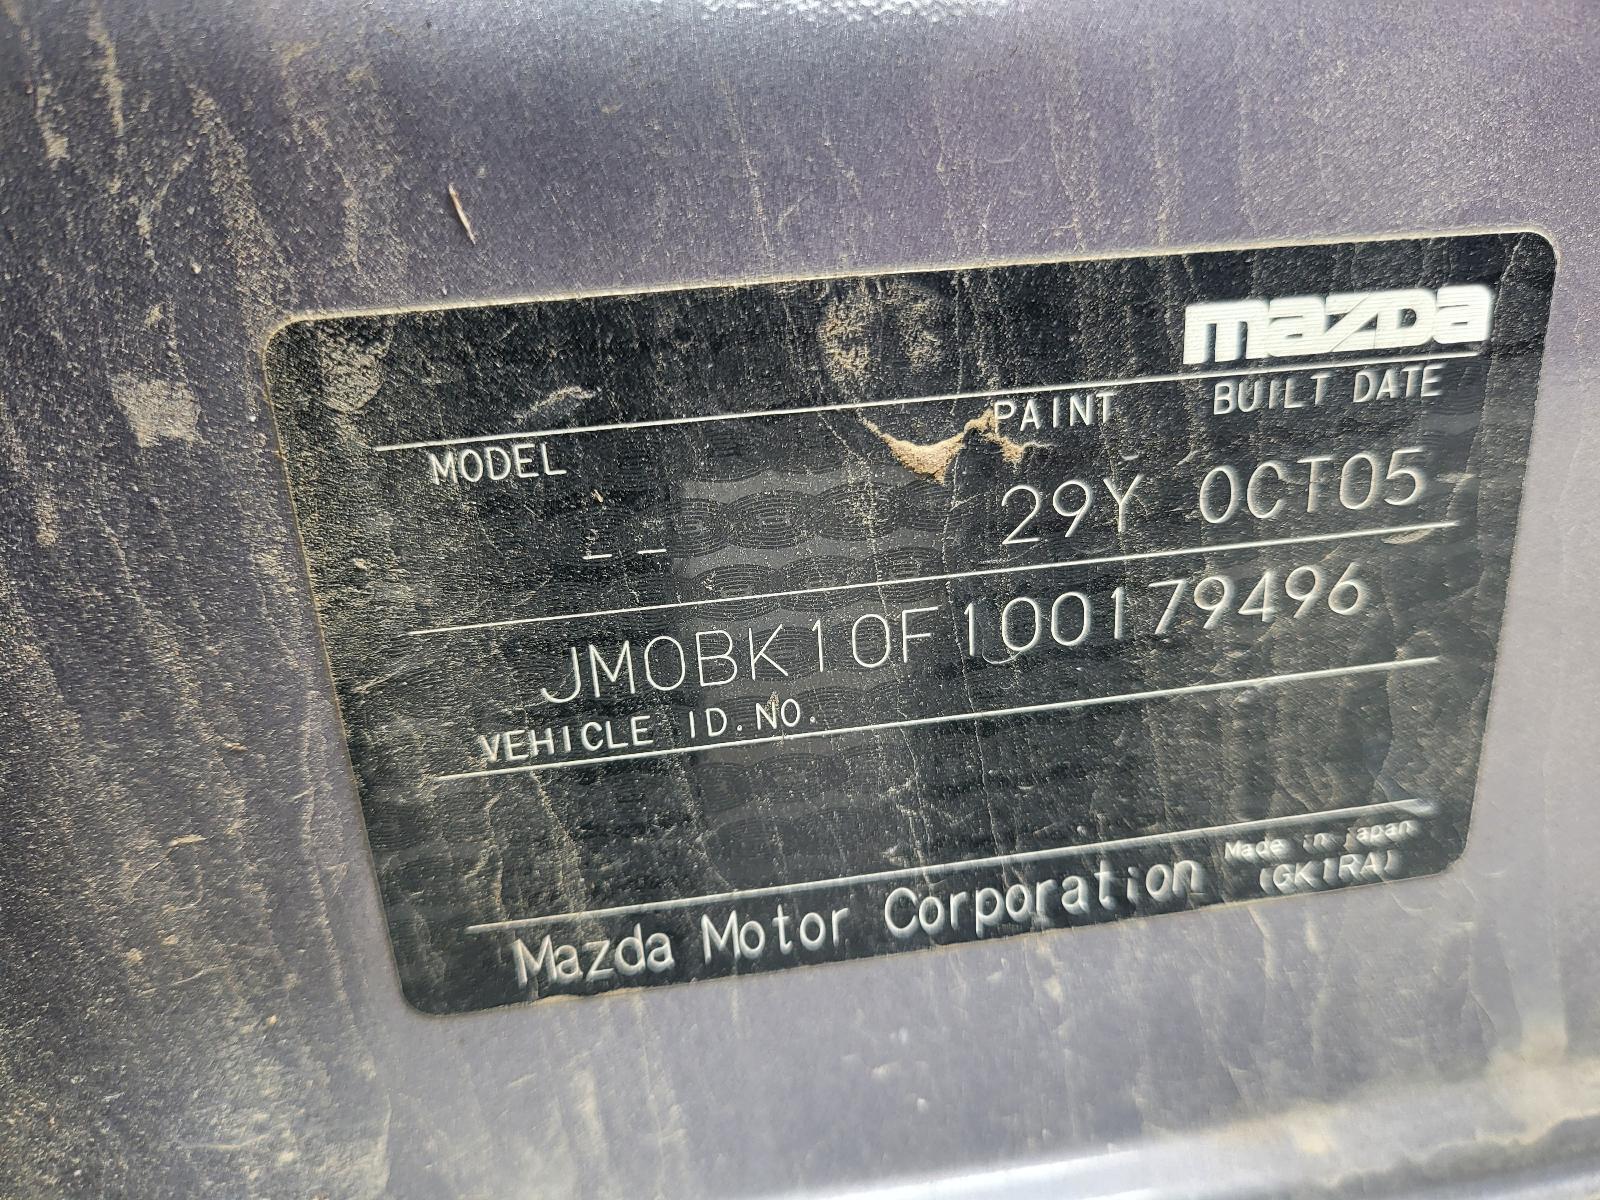 mazda
MODEL PAINT BUILT DATE
_ _ 29Y OCT05
JM0BK10F100179496
VEHICLE ID.NO.
Mazda Motor Corporation Made in Japan
(GK1RA)